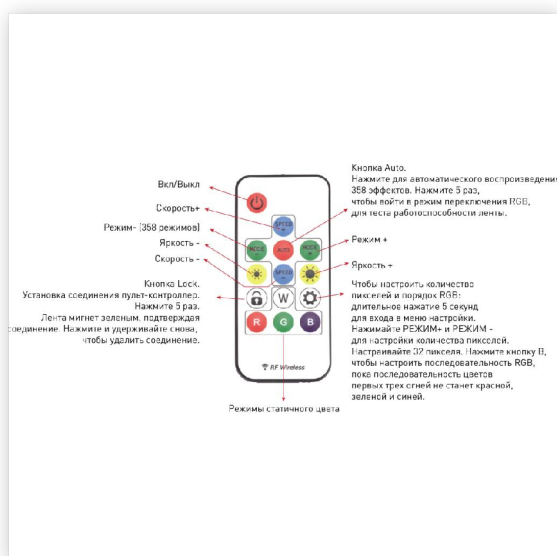 Вкл/Выкл
Скорость+
Режим- (358 режимов)
Яркость -
Скорость -
Кнопка Lock.
Установка соединения пульт-контроллер.
Нажмите 5 раз.
Лента мигнет зеленым, подтверждая
соединение. Нажмите и удерживайте снова,
чтобы удалить соединение.
SPEED
+
MODE
-
AUTO
MODE
+
SPEED
-
W
R
G
B
RF Wireless
Режимы статичного цвета
Кнопка Auto.
Нажмите для автоматического воспроизведения
358 эффектов. Нажмите 5 раз,
чтобы войти в режим переключения RGB,
для теста работоспособности ленты.
Режим +
Яркость +
Чтобы настроить количество
пикселей и порядок RGB:
длительное нажатие 5 секунд
для входа в меню настройки.
Нажимайте РЕЖИМ+ и РЕЖИМ -
для настройки количества пикселей.
Настраивайте 32 пикселя. Нажмите кнопку B,
чтобы настроить последовательность RGB,
пока последовательность цветов
первых трех огней не станет красной,
зеленой и синей.